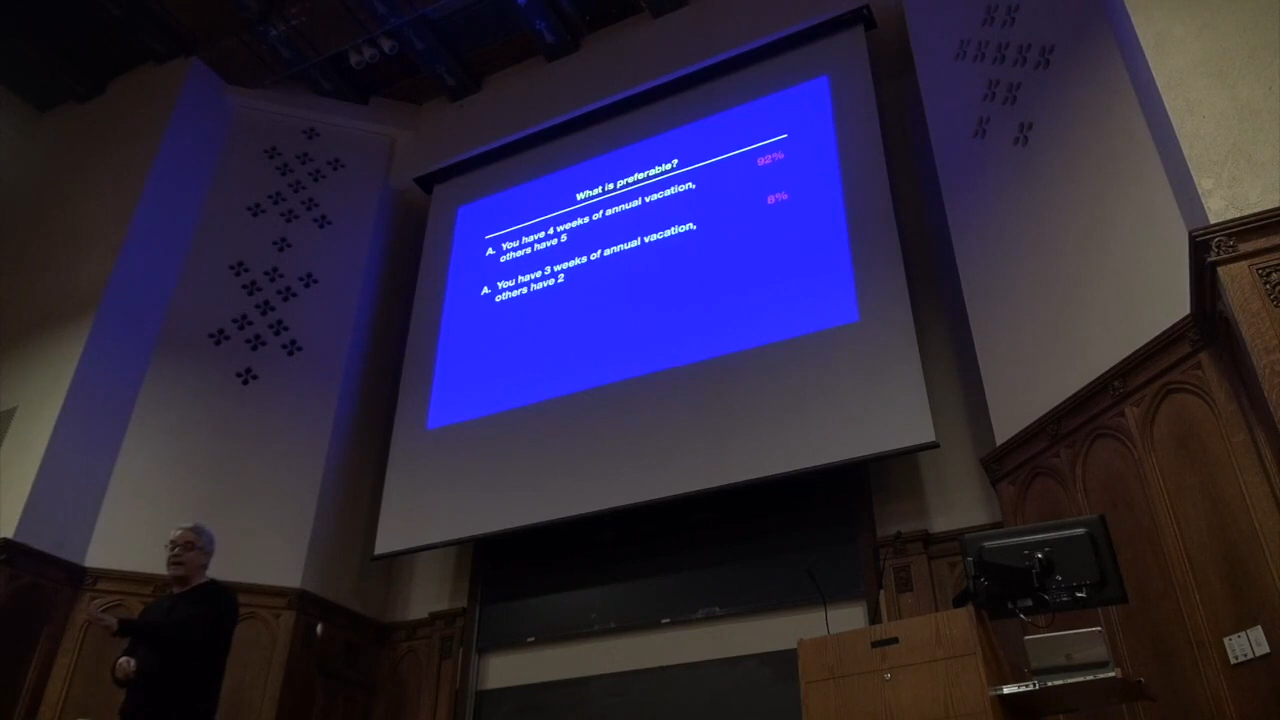 What is preferable?
A. You have 4 weeks of annual vacation, 92%
others have 5
A. You have 3 weeks of annual vacation, 8%
others have 2